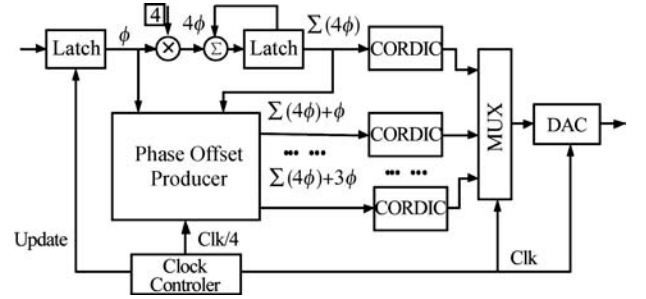 4
Latch
ϕ
×
4ϕ
Σ
Latch
∑(4ϕ)
CORDIC
∑(4ϕ)+ϕ
CORDIC
Phase Offset
Producer
••• •••
∑(4ϕ)+3ϕ
••• •••
CORDIC
MUX
DAC
Update
Clk/4
Clock
Controler
Clk